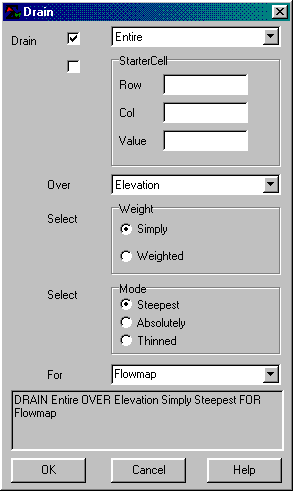 Drain
Drain Entire
StarterCell
Row
Col
Value
Over Elevation
Select Weight
Simply
Weighted
Select Mode
Steepest
Absolutely
Thinned
For Flowmap
DRAIN Entire OVER Elevation Simply Steepest FOR
Flowmap
OK Cancel Help